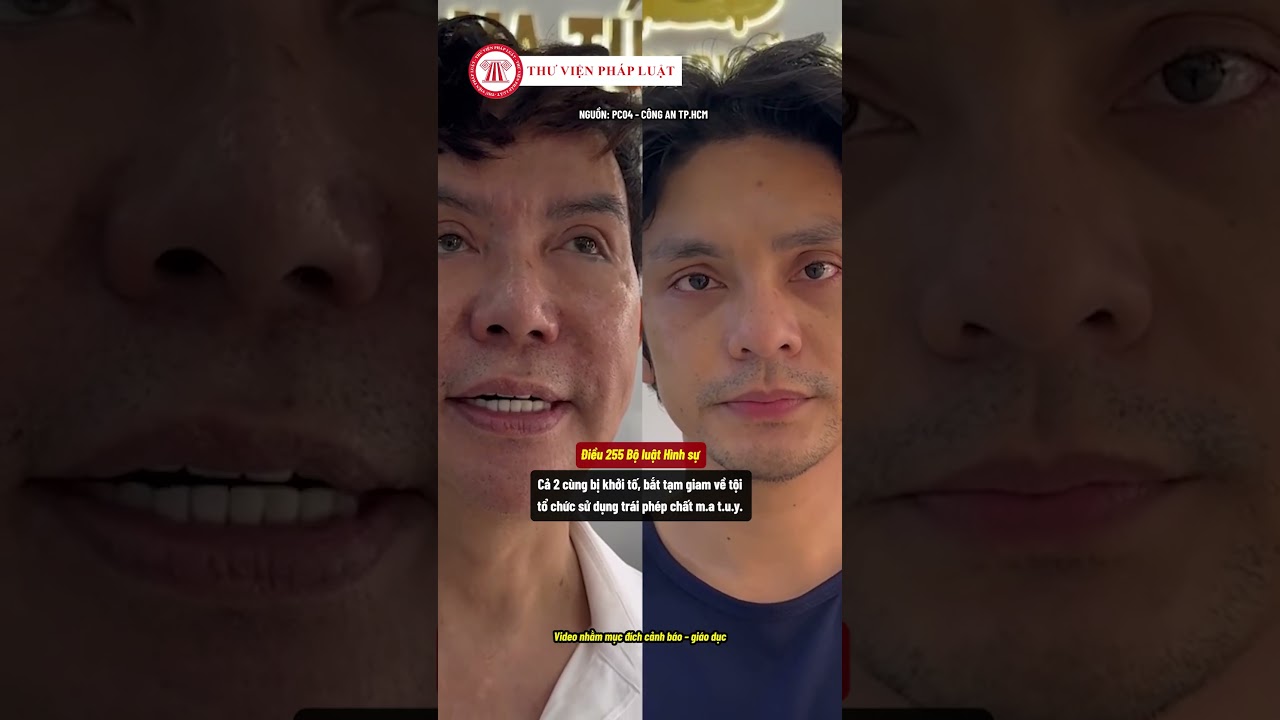 MA TÚ
THƯ VIỆN PHÁP LUẬT
NGUỒN: PC04 - CÔNG AN TP.HCM
Điều 255 Bộ luật Hình sự
Cả 2 cùng bị khởi tố, bắt tạm giam về tội
tổ chức sử dụng trái phép chất m.a t.u.y.
Video nhằm mục đích cảnh báo - giáo dục